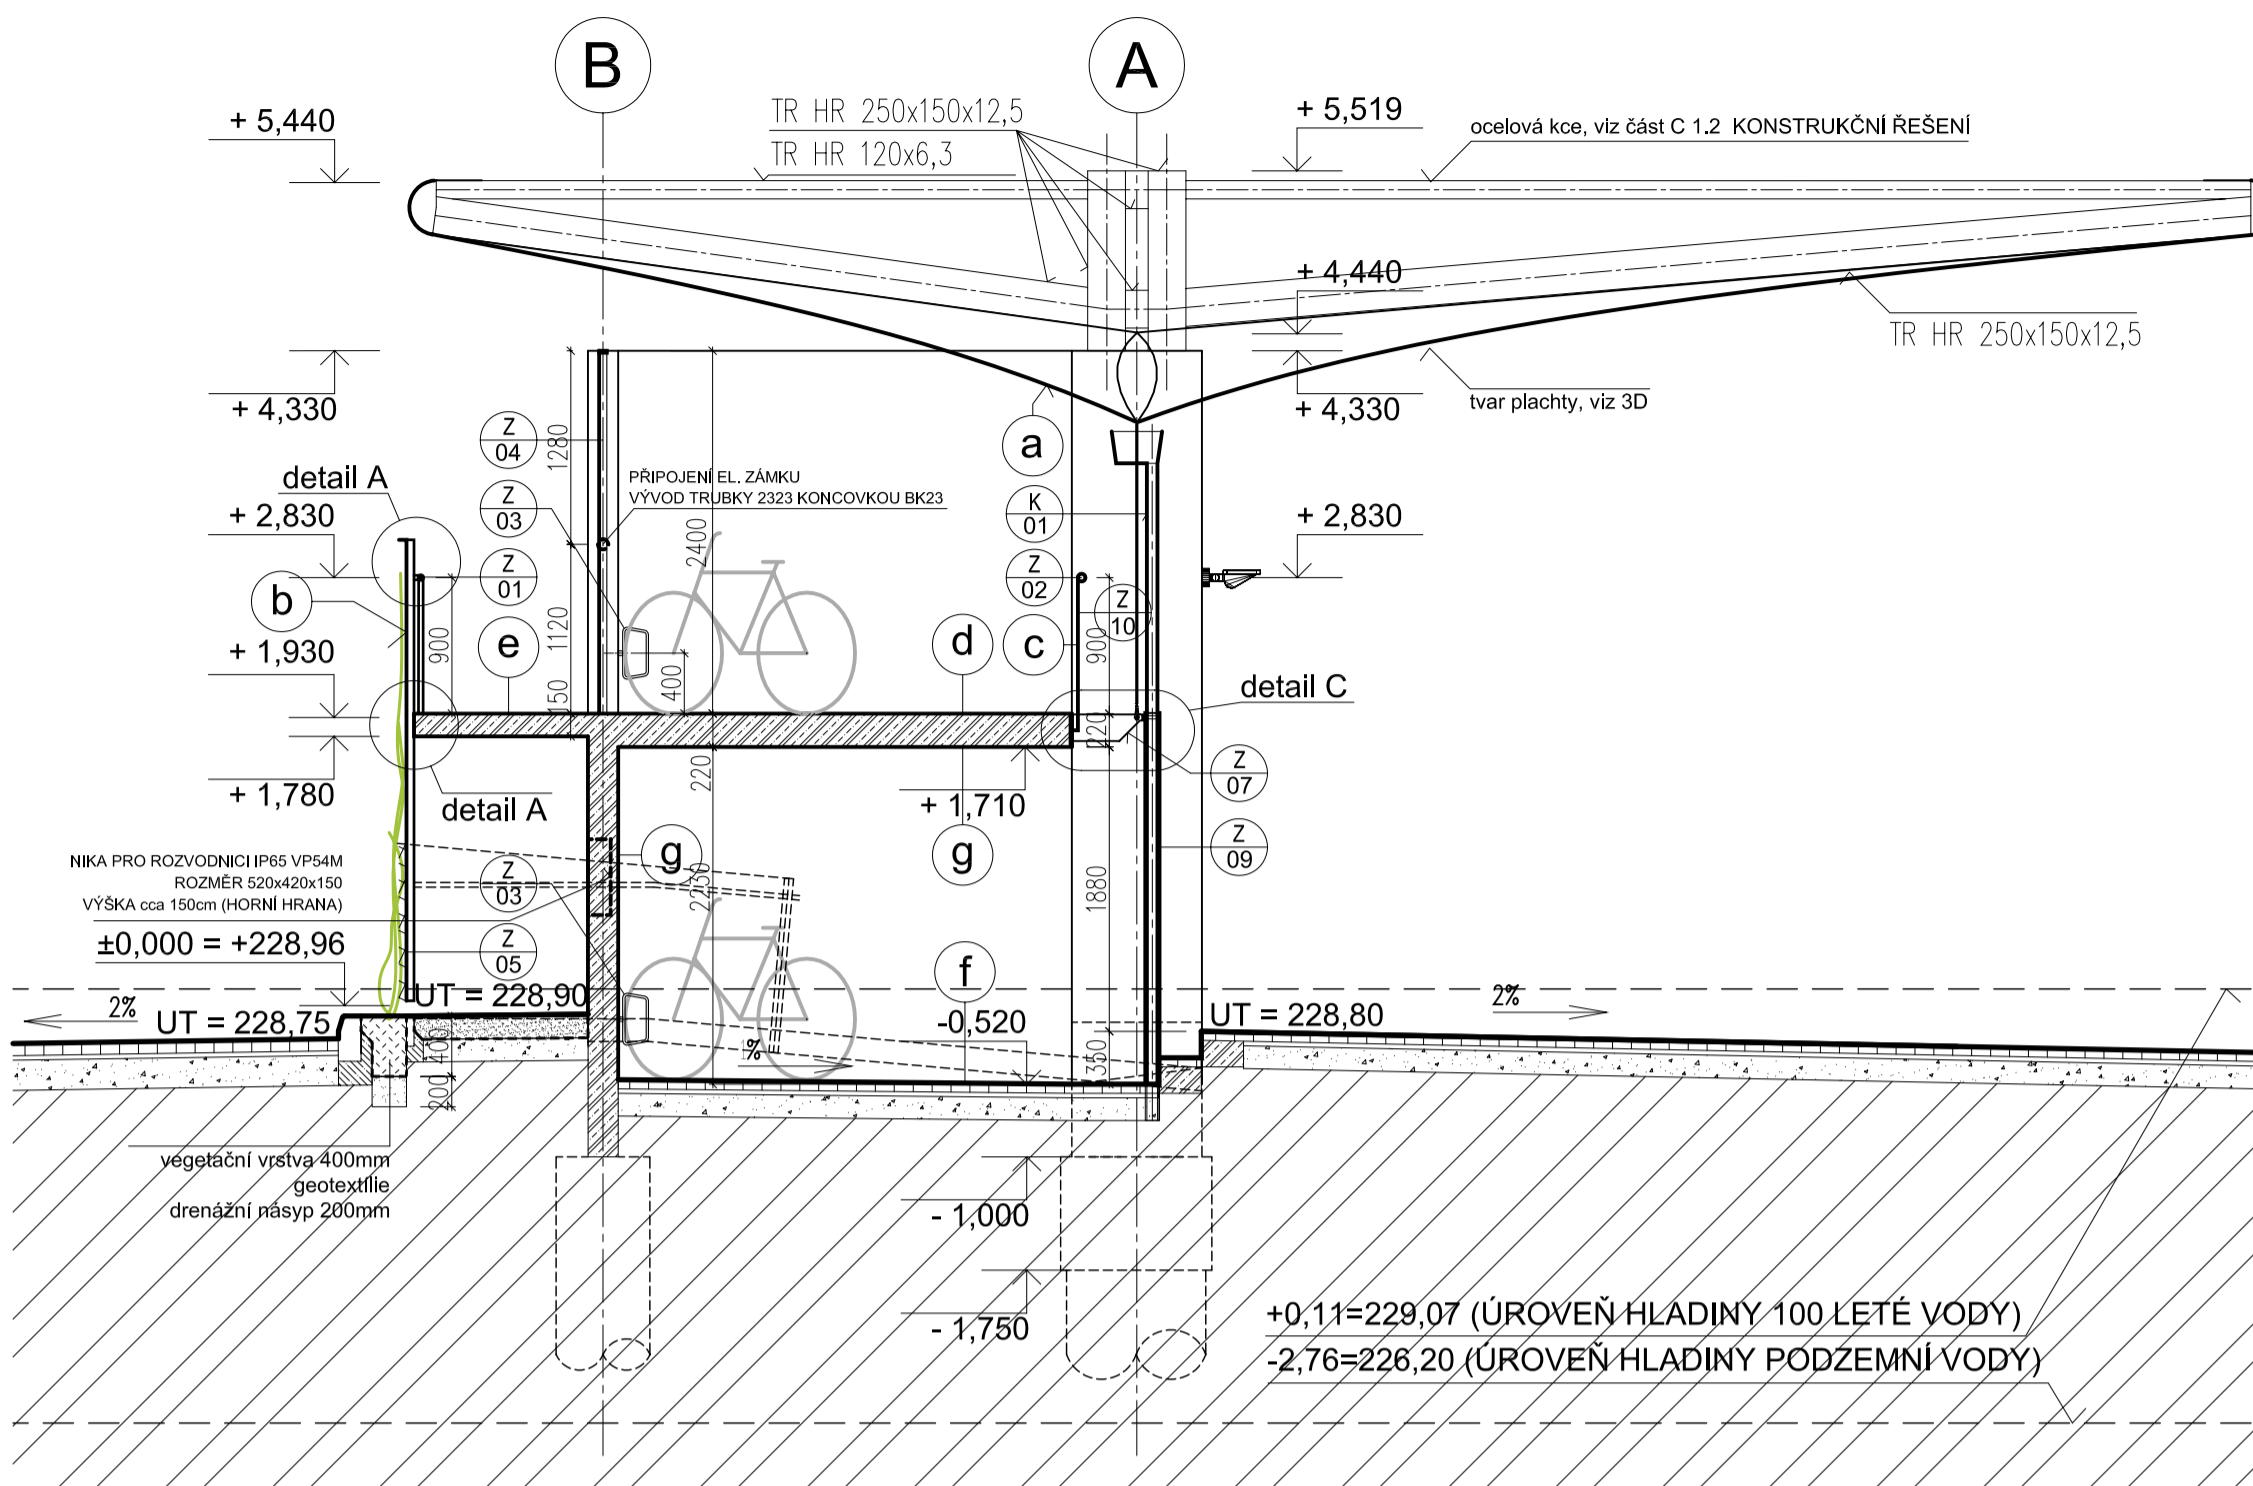 B
A
+ 5,440
TR HR 250x150x12,5
TR HR 120x6,3
+ 5,519
ocelová kce, viz část C 1.2 KONSTRUKČNÍ ŘEŠENÍ
+ 4,440
TR HR 250x150x12,5
+ 4,330
+ 4,330
tvar plachty, viz 3D
a
Z
04
1280
detail A
PŘIPOJENÍ EL. ZÁMKU
VÝVOD TRUBKY 2323 KONCOVKOU BK23
Z
03
K
01
+ 2,830
+ 2,830
2400
Z
01
Z
02
Z
10
b
900
e
1120
d
c
900
+ 1,930
400
150
detail C
220
220
Z
07
+ 1,780
detail A
+ 1,710
Z
09
g
g
NIKA PRO ROZVODNICI IP65 VP54M
ROZMĚR 520x420x150
VÝŠKA cca 150cm (HORNÍ HRANA)
Z
03
2230
1880
±0,000 = +228,96
Z
05
f
UT = 228,90
2%
UT = 228,75
-0,520
UT = 228,80
2%
400
%
350
200
vegetační vrstva 400mm
geotextílie
drenážní násyp 200mm
- 1,000
- 1,750
+0,11=229,07 (ÚROVEŇ HLADINY 100 LETÉ VODY)
-2,76=226,20 (ÚROVEŇ HLADINY PODZEMNÍ VODY)